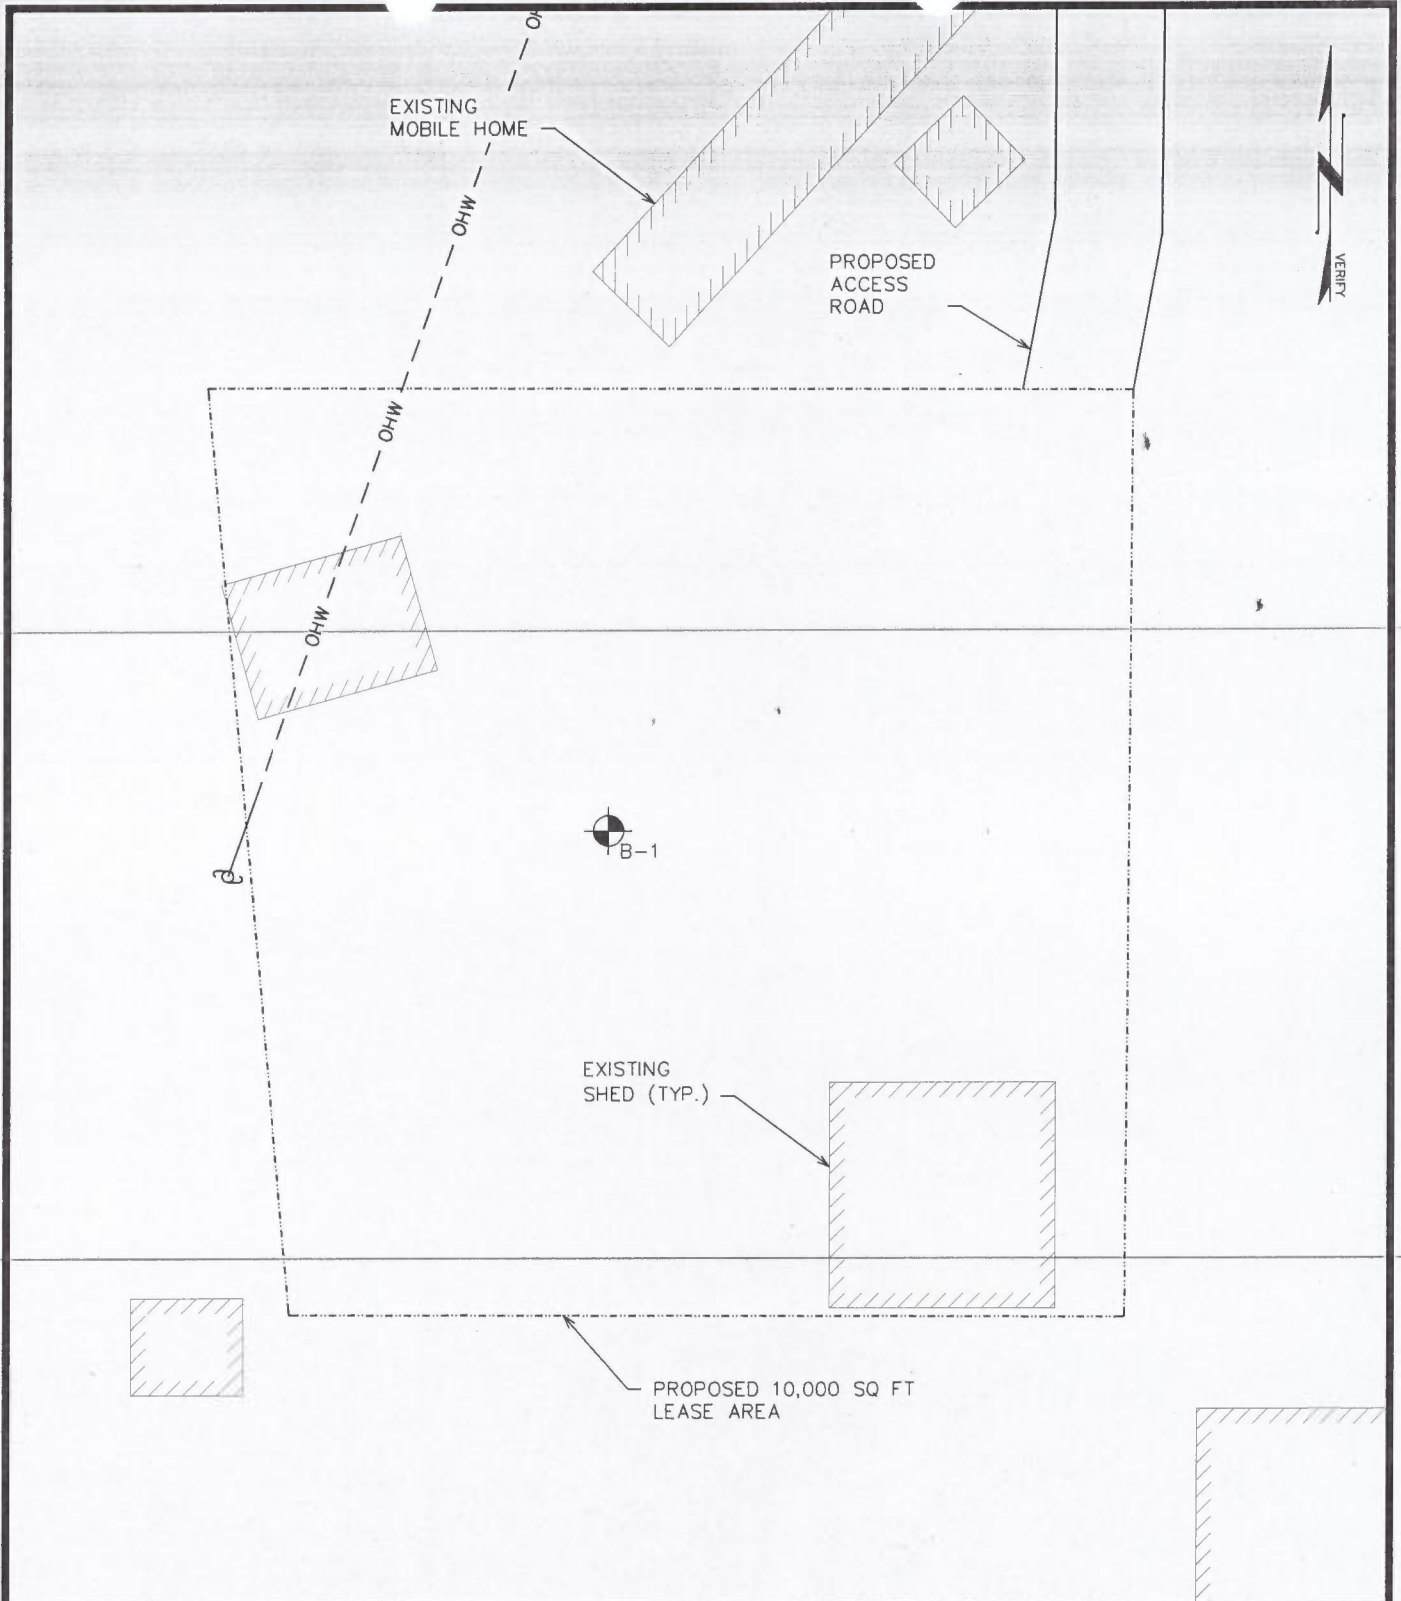 OH
EXISTING
MOBILE HOME
OHW
PROPOSED
ACCESS
ROAD
VERIFY
OHW
OHW
B-1
EXISTING
SHED (TYP.)
PROPOSED 10,000 SQ FT
LEASE AREA